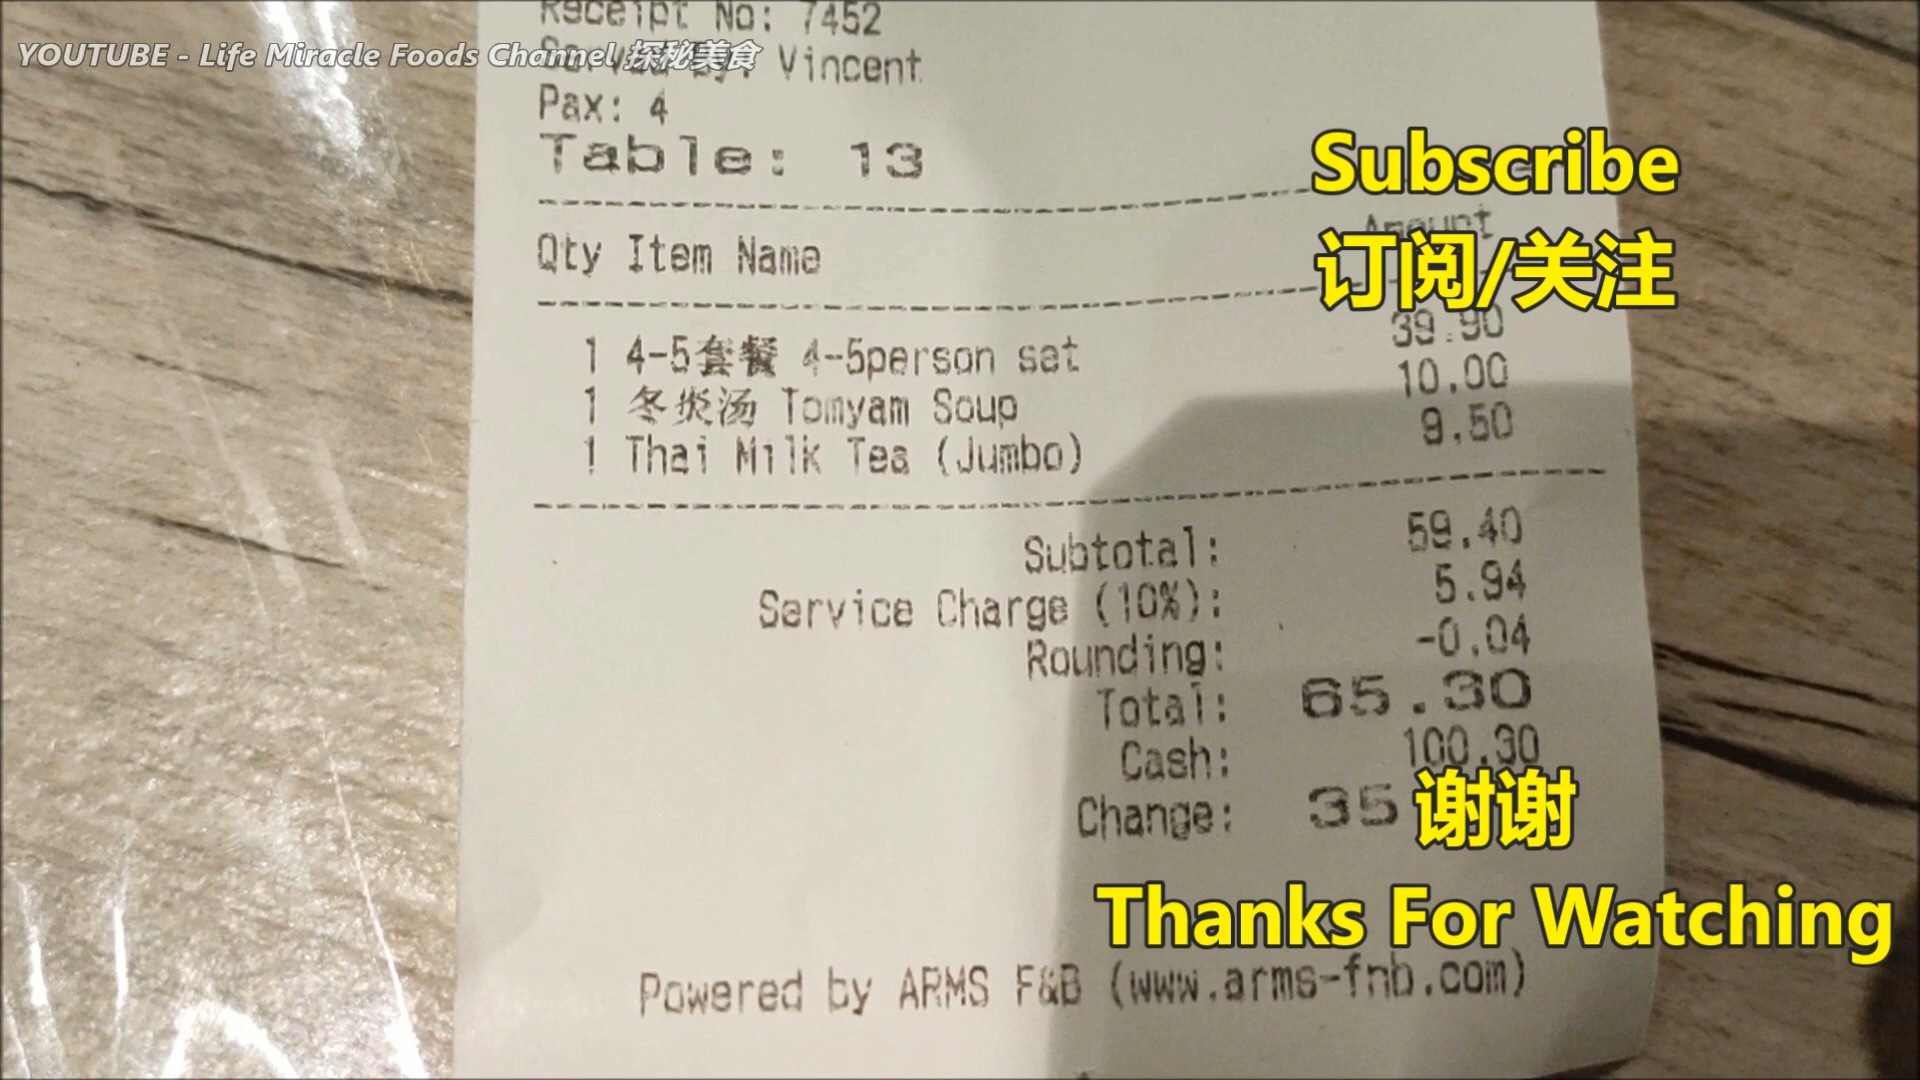 Receipt No: 7452
YOUTUBE - Life Miracle Foods Channel 探秘美食
Served By: Vincent
Pax: 4
Table: 13
Subscribe
Qty Item Name Amount
订阅/关注
1 4-5套餐 4-5person set 39.90
1 冬炎汤 Tomyam Soup 10.00
1 Thai Milk Tea (Jumbo) 9.50
Subtotal: 59.40
Service Charge (10%): 5.94
Rounding: -0.04
Total: 65.30
Cash: 100.30
Change: 35
谢谢
Thanks For Watching
Powered by ARMS F&B (www.arms-fnb.com)